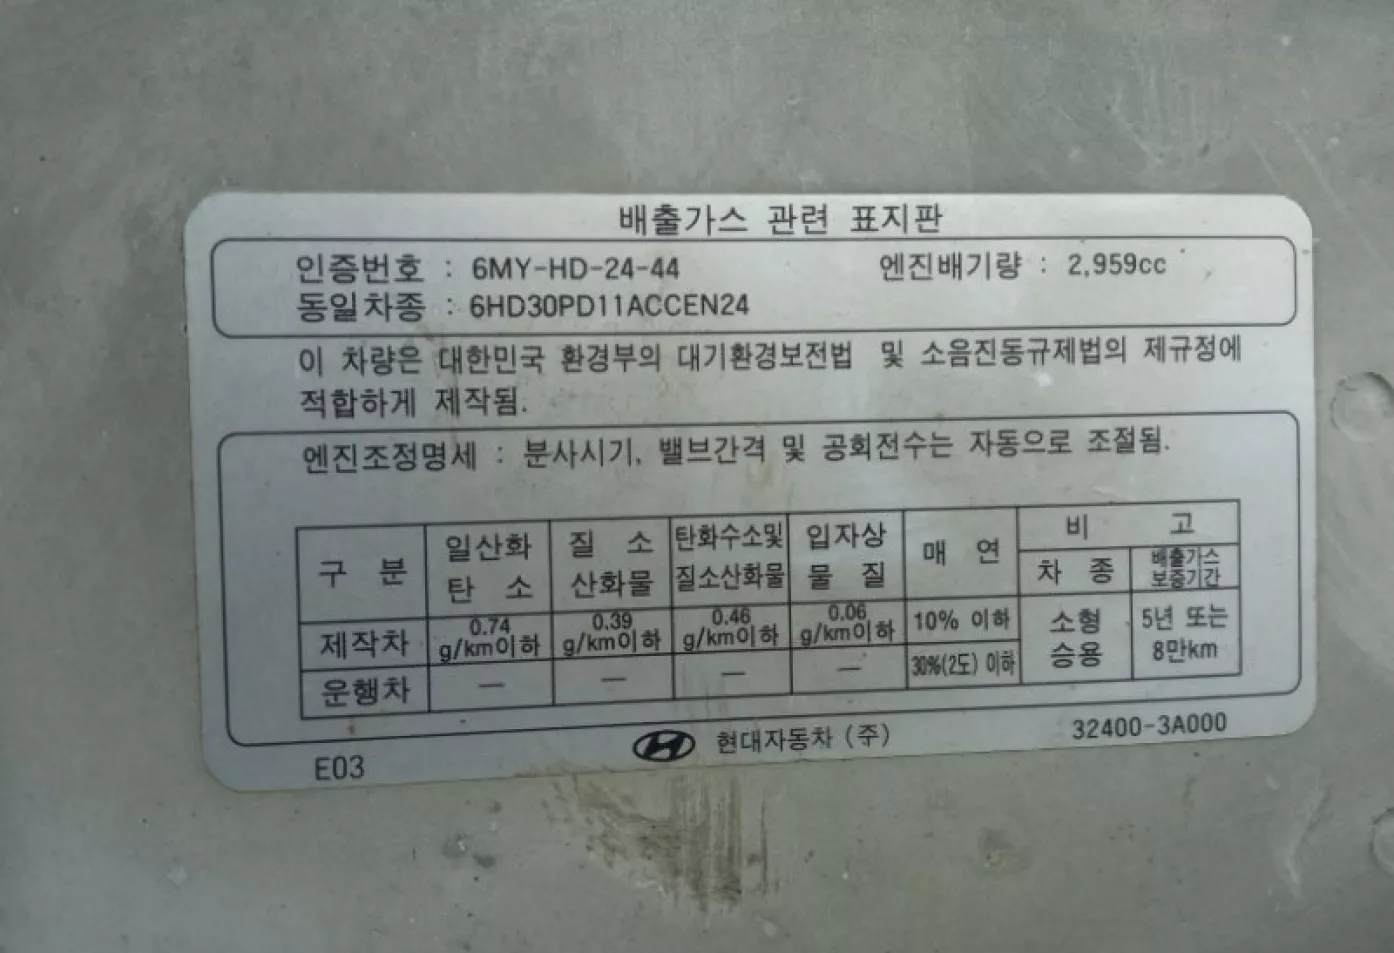 배출가스 관련 표지판
인증번호 : 6MY-HD-24-44 엔진배기량 : 2,959cc
동일차종 : 6HD30PD11ACCEN24
이 차량은 대한민국 환경부의 대기환경보전법 및 소음진동규제법의 제규정에
적합하게 제작됨.
엔진조정명세 : 분사시기, 밸브간격 및 공회전수는 자동으로 조절됨.
구 분 일산화 탄 소 질 소 산화물 탄화수소및 질소산화물 입자상 물 질 매 연 비 고
차 종 배출가스 보증기간
제작차 0.74 g/km이하 0.39 g/km이하 0.46 g/km이하 0.06 g/km이하 10% 이하 소형 승용 5년 또는 8만km
운행차 — — — — 30%(2도) 이하
현대자동차 (주) 32400-3A000
E03